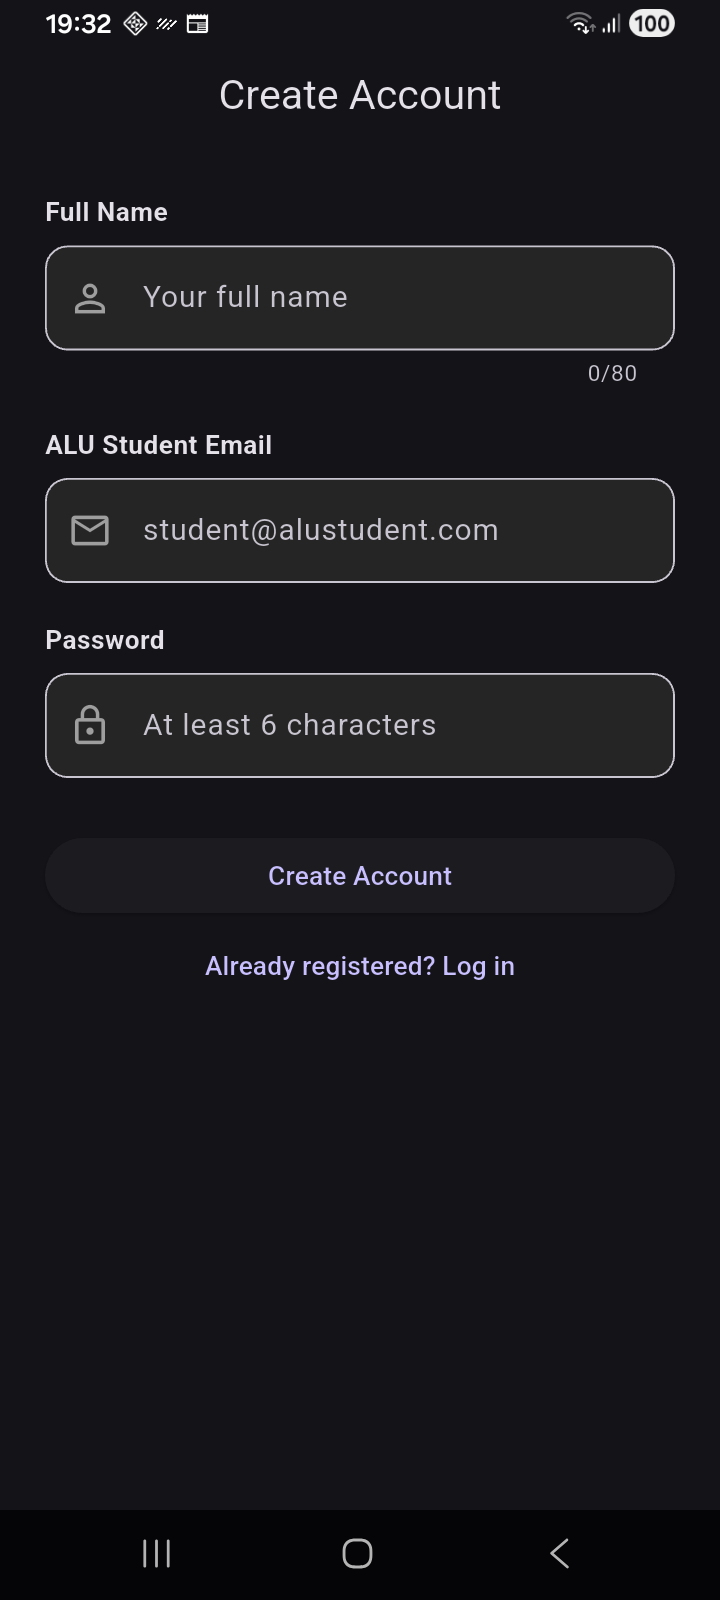 19:32
100
Create Account
Full Name
Your full name
0/80
ALU Student Email
student@alustudent.com
Password
At least 6 characters
Create Account
Already registered? Log in